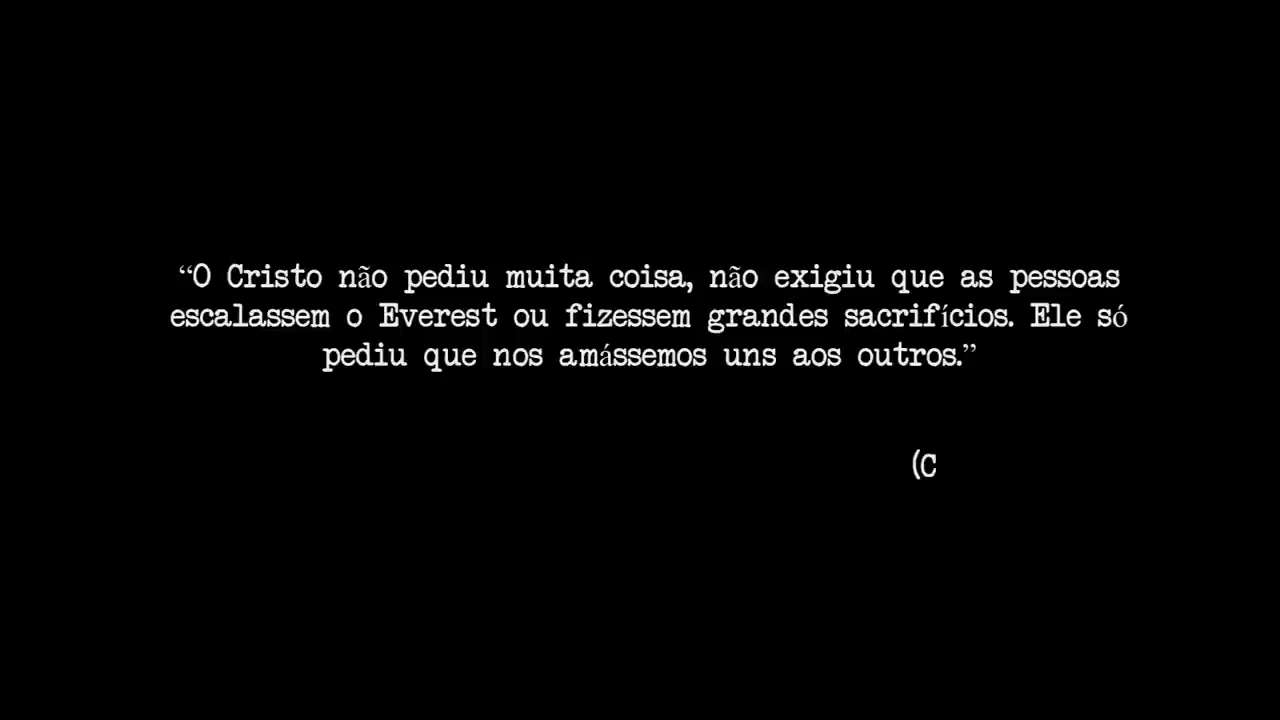 “O Cristo não pediu muita coisa, não exigiu que as pessoas
escalassem o Everest ou fizessem grandes sacrifícios. Ele só
pediu que nos amássemos uns aos outros.”
(C